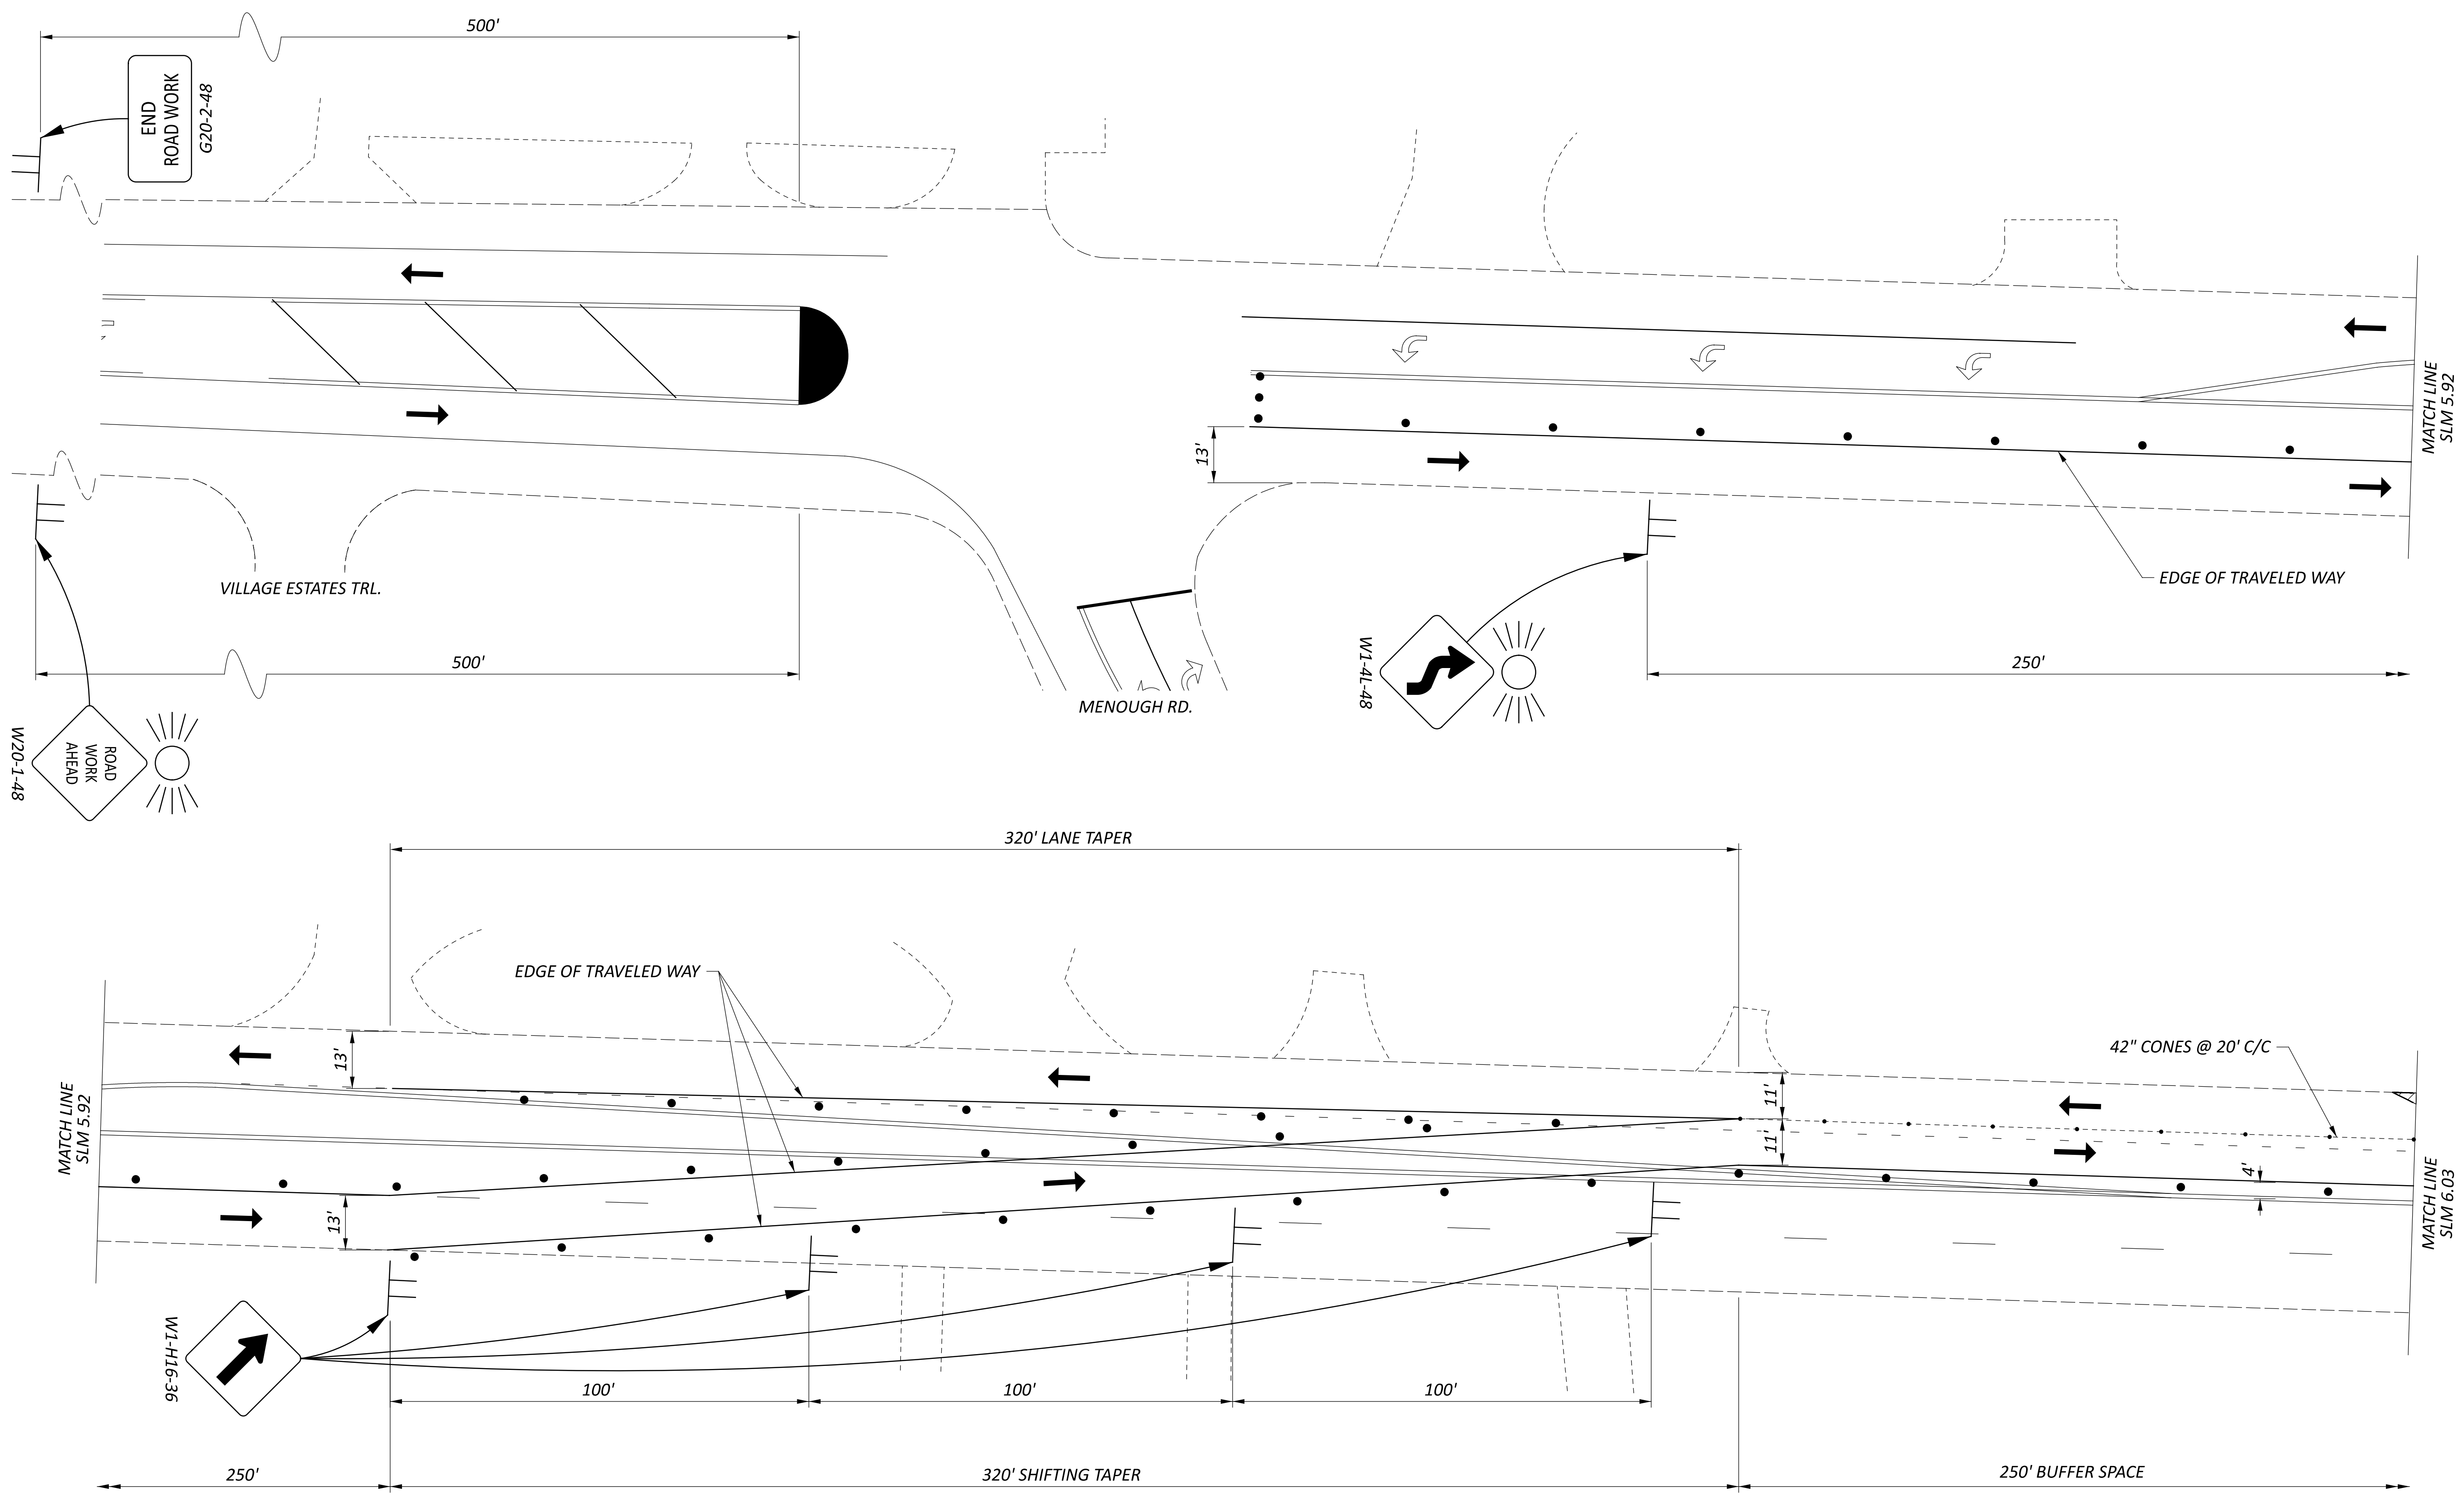 500'
END
ROAD WORK
G20-2-48
13'
MATCH LINE
SLM 5.92
VILLAGE ESTATES TRL.
EDGE OF TRAVELED WAY
500'
250'
W1-4L-48
MENOUGH RD.
ROAD
WORK
AHEAD
W20-1-48
320' LANE TAPER
EDGE OF TRAVELED WAY
13'
11'
11'
42" CONES @ 20' C/C
MATCH LINE
SLM 5.92
13'
4'
MATCH LINE
SLM 6.03
W1-H16-36
100'
100'
100'
250'
320' SHIFTING TAPER
250' BUFFER SPACE